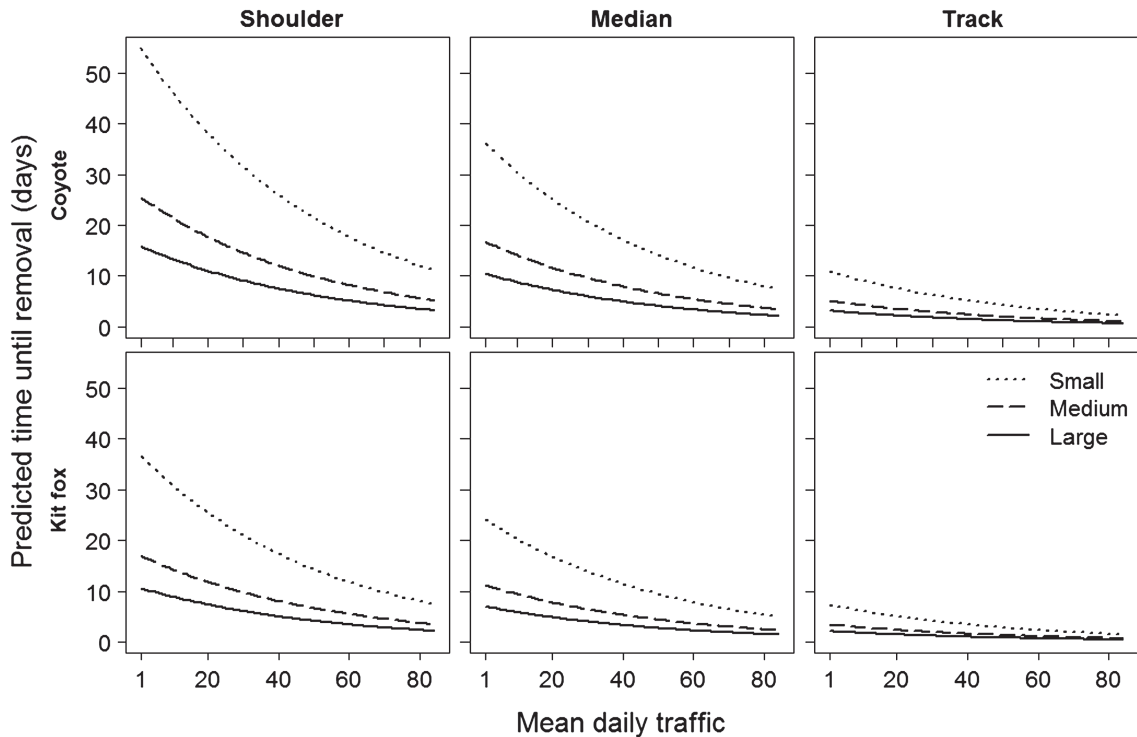 Shoulder Median Track
Predicted time until removal (days)
Coyote
50
40
30
20
10
0
Kit fox
50
40
30
20
10
0
Small
Medium
Large
1 20 40 60 80 1 20 40 60 80 1 20 40 60 80
Mean daily traffic